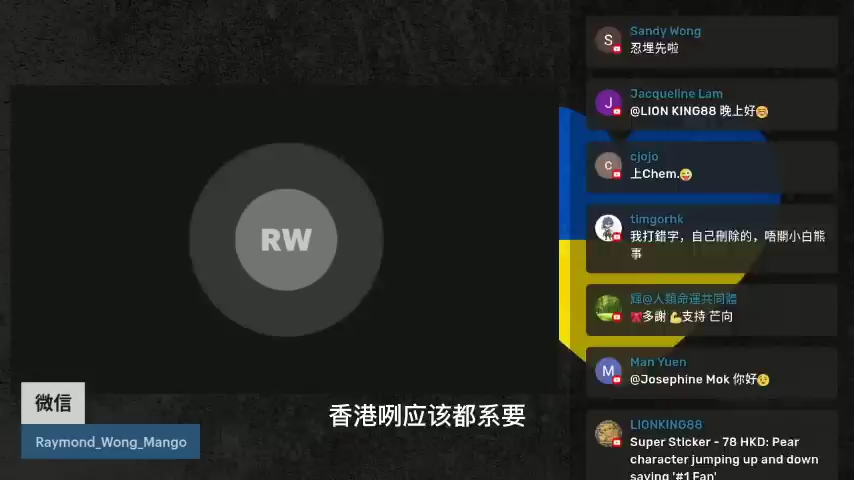 RW
微信
Raymond_Wong_Mango
香港咧应该都系要
S
Sandy Wong
忍埋先啦
J
Jacqueline Lam
@LION KING88 晚上好😊
c
cjojo
上Chem.😜
timgorhk
我打錯字，自己刪除的，唔關小白熊
事
輝@人類命運共同體
🎀多謝 💪支持 芒向
M
Man Yuen
@Josephine Mok 你好🤨
LIONKING88
Super Sticker - 78 HKD: Pear
character jumping up and down
saying '#1 Fan'